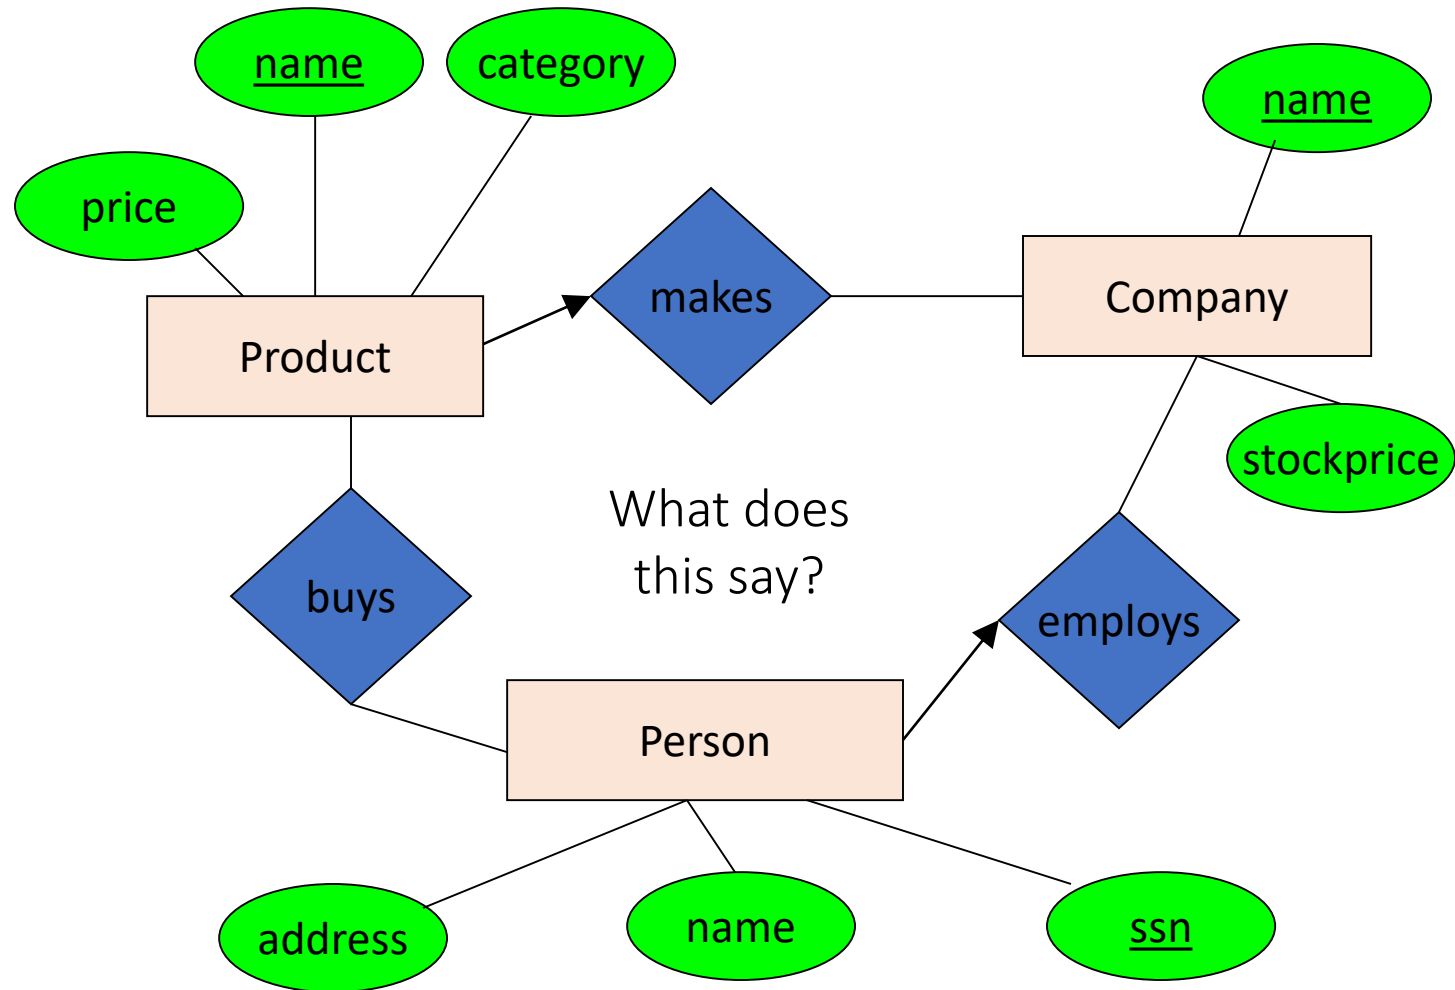 name
category
name
price
makes
Company
Product
stockprice
What does
this say?
buys
employs
Person
address
name
ssn